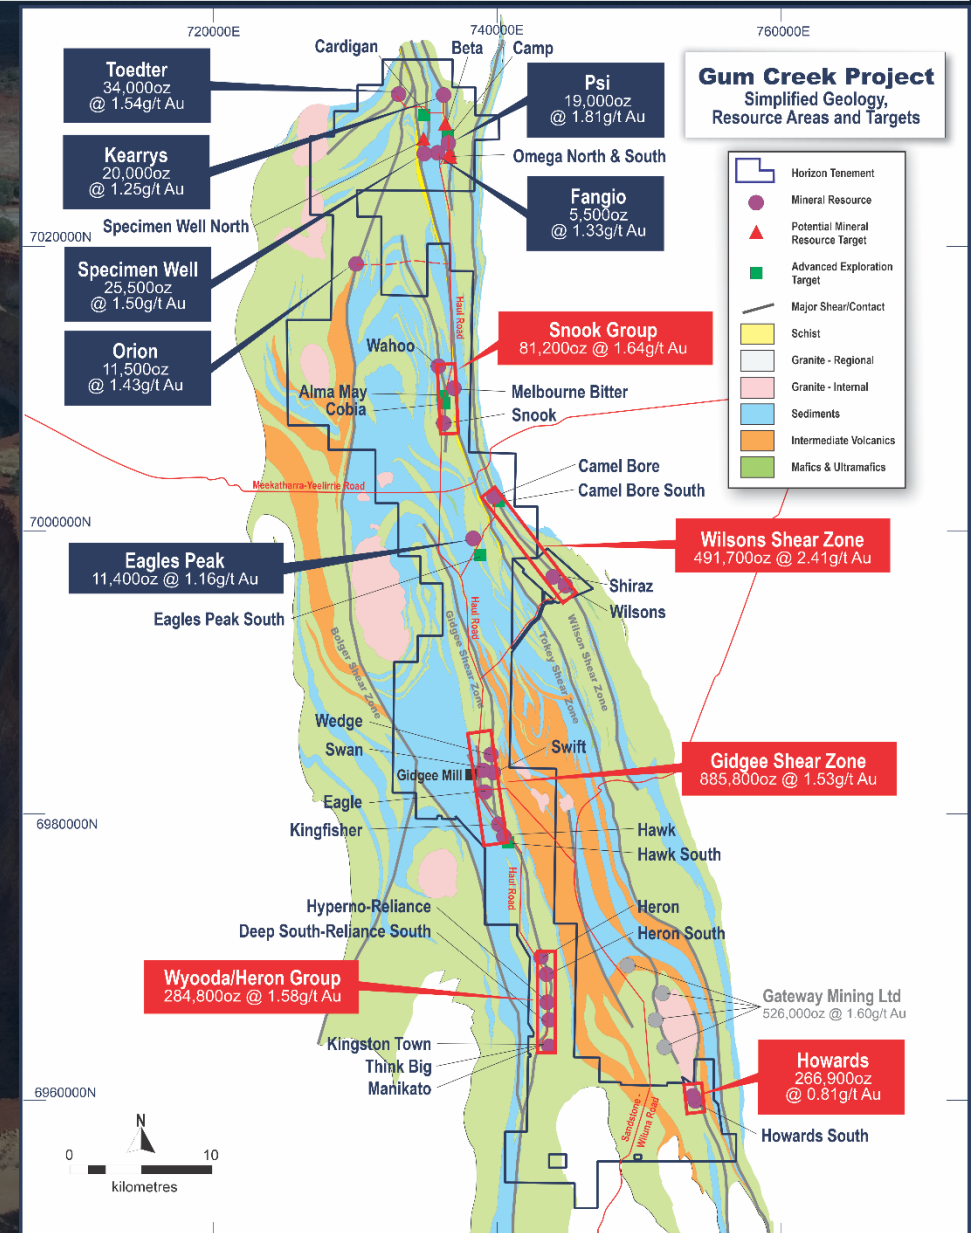 720000E
740000E
760000E
Cardigan
Beta
Camp
Gum Creek Project
Simplified Geology,
Resource Areas and Targets
Toedter
34,000oz
@ 1.54g/t Au
Psi
19,000oz
@ 1.81g/t Au
Kearrys
20,000oz
@ 1.25g/t Au
Omega North & South
Fangio
5,500oz
@ 1.33g/t Au
Specimen Well North
7020000N
Specimen Well
25,500oz
@ 1.50g/t Au
Orion
11,500oz
@ 1.43g/t Au
Horizon Tenement
Mineral Resource
Potential Mineral
Resource Target
Advanced Exploration
Target
Major Shear/Contact
Schist
Granite - Regional
Granite - Internal
Sediments
Intermediate Volcanics
Mafics & Ultramafics
Haul Road
Snook Group
81,200oz @ 1.64g/t Au
Wahoo
Alma May
Cobia
Melbourne Bitter
Snook
Camel Bore
Camel Bore South
Meekatharra-Yeelirrie Road
7000000N
Wilsons Shear Zone
491,700oz @ 2.41g/t Au
Eagles Peak
11,400oz @ 1.16g/t Au
Eagles Peak South
Shiraz
Wilsons
Haul Road
Bolger Shear Zone
Gidgee Shear Zone
Tokey Shear Zone
Wilson Shear Zone
Wedge
Swan
Swift
Gidgee Mill
Eagle
Gidgee Shear Zone
885,800oz @ 1.53g/t Au
6980000N
Kingfisher
Hawk
Hawk South
Haul Road
Hyperno-Reliance
Deep South-Reliance South
Heron
Heron South
Wyooda/Heron Group
284,800oz @ 1.58g/t Au
Gateway Mining Ltd
526,000oz @ 1.60g/t Au
Kingston Town
Think Big
Manikato
Howards
266,900oz
@ 0.81g/t Au
6960000N
Sandstone -
Wiluna Road
Howards South
N
0 10
kilometres